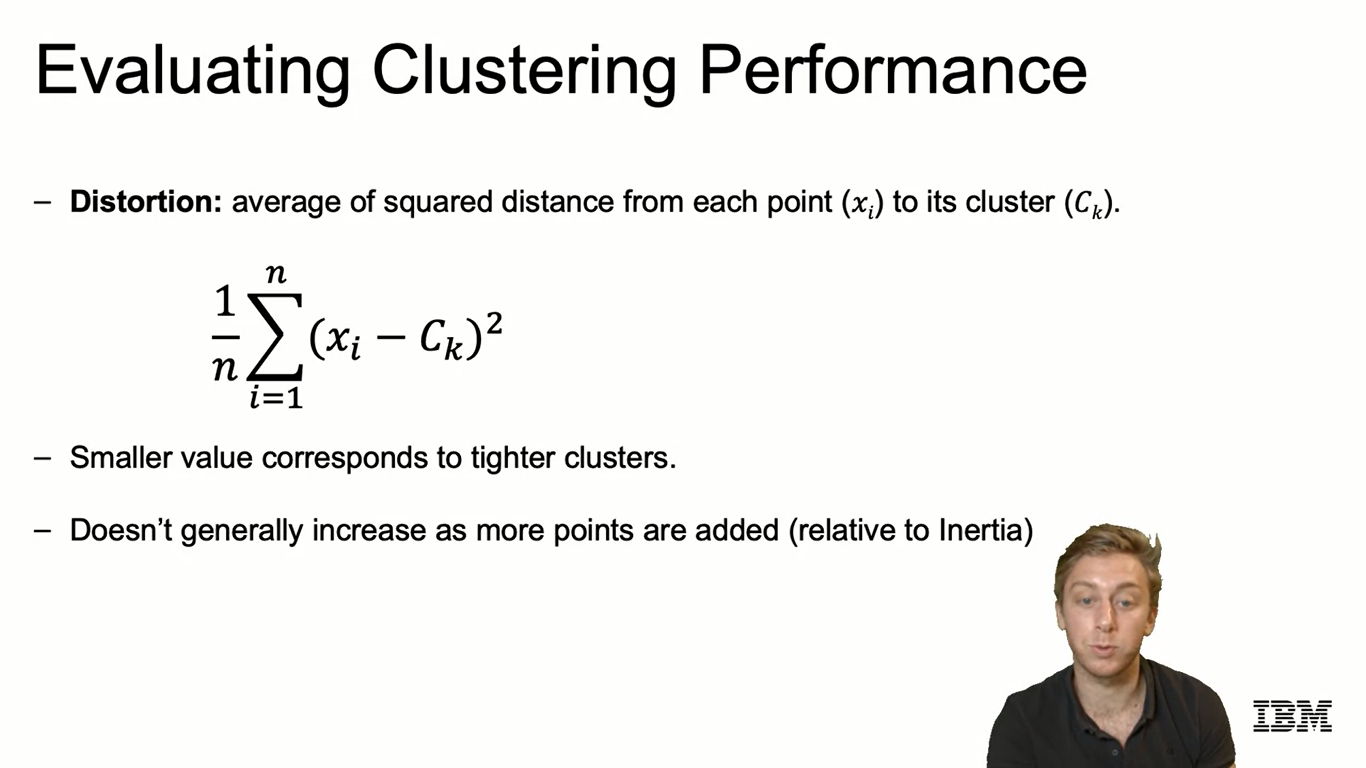 Evaluating Clustering Performance
– Distortion: average of squared distance from each point (𝑥ᵢ) to its cluster (𝐶ₖ).
𝑛
1
∑(𝑥ᵢ − 𝐶ₖ)²
𝑛
𝑖=1
– Smaller value corresponds to tighter clusters.
– Doesn’t generally increase as more points are added (relative to Inertia)
IBM